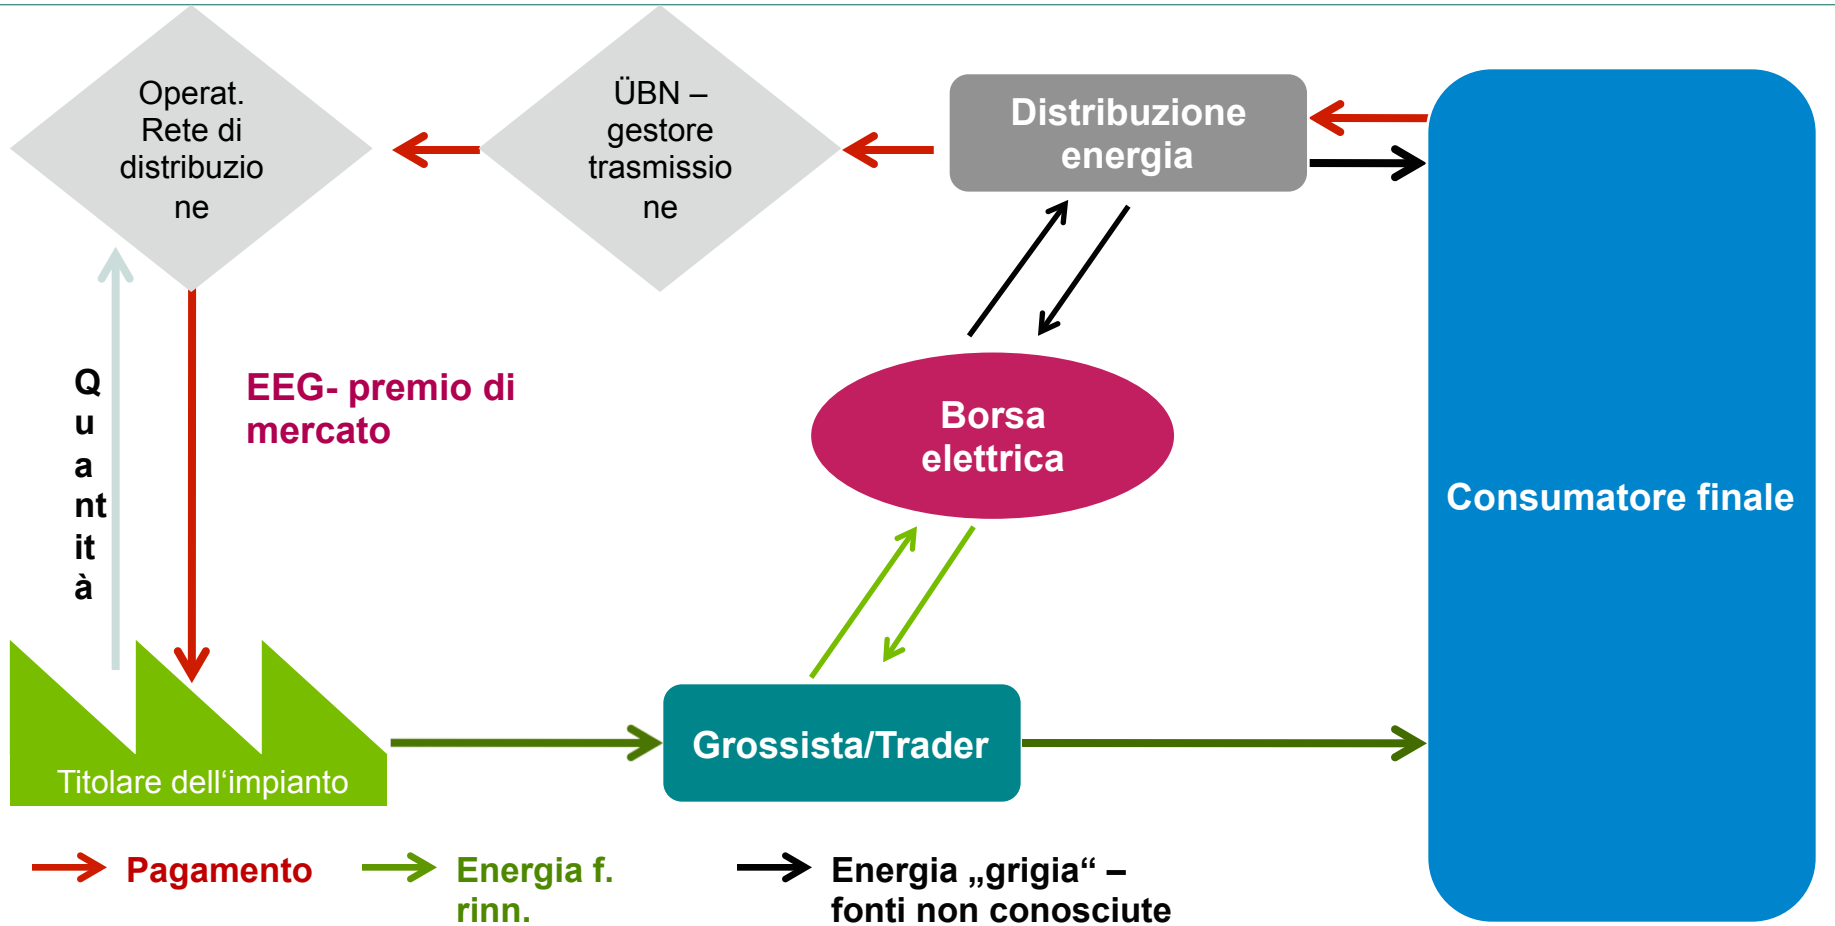 Operat.
Rete di
distribuzio
ne
ÜBN –
gestore
trasmissio
ne
Distribuzione
energia
Q
u
a
nt
it
à
EEG- premio di
mercato
Borsa
elettrica
Consumatore finale
Titolare dell‘impianto
Grossista/Trader
Pagamento
Energia f.
rinn.
Energia „grigia“ –
fonti non conosciute